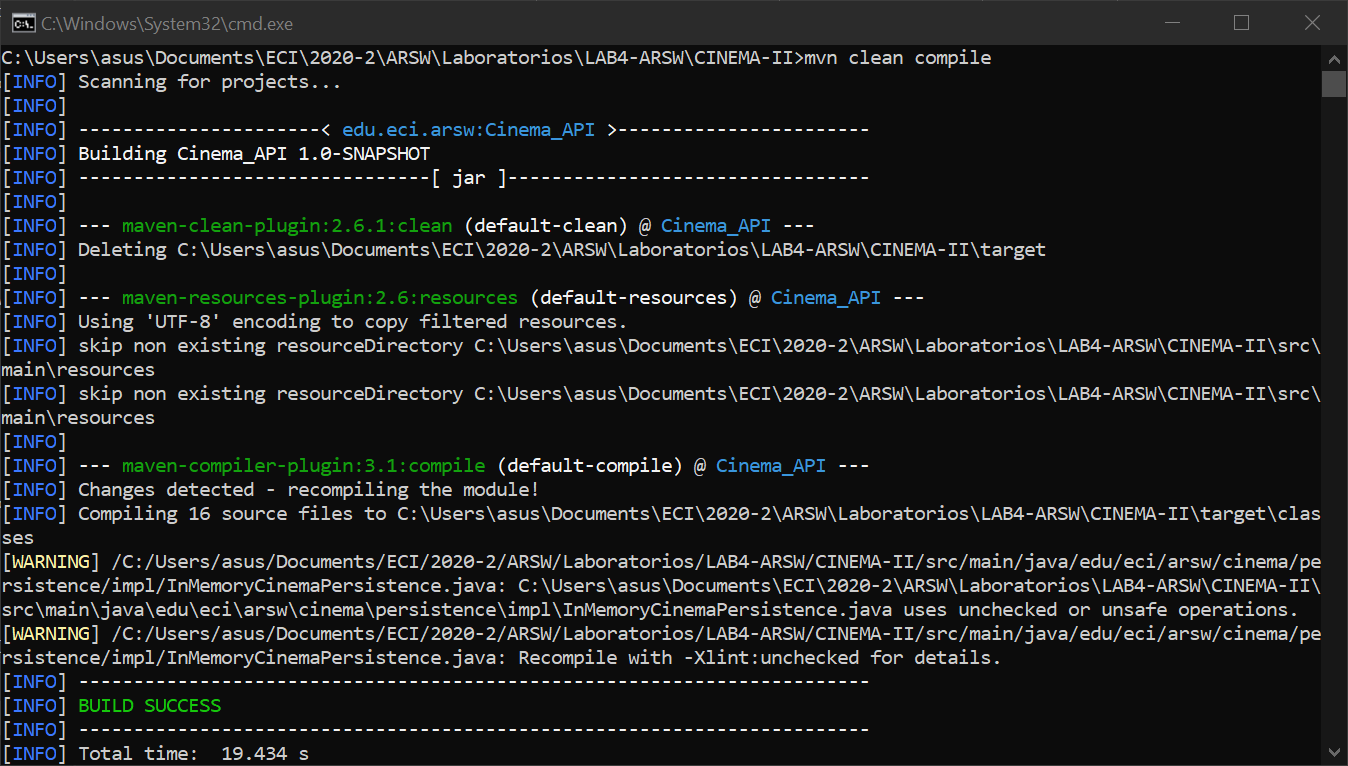 C:\Windows\System32\cmd.exe
C:\Users\asus\Documents\ECI\2020-2\ARSW\Laboratorios\LAB4-ARSW\CINEMA-II>mvn clean compile
[INFO] Scanning for projects...
[INFO]
[INFO] ----------------------< edu.eci.arsw:Cinema_API >-----------------------
[INFO] Building Cinema_API 1.0-SNAPSHOT
[INFO] --------------------------------[ jar ]---------------------------------
[INFO]
[INFO] --- maven-clean-plugin:2.6.1:clean (default-clean) @ Cinema_API ---
[INFO] Deleting C:\Users\asus\Documents\ECI\2020-2\ARSW\Laboratorios\LAB4-ARSW\CINEMA-II\target
[INFO]
[INFO] --- maven-resources-plugin:2.6:resources (default-resources) @ Cinema_API ---
[INFO] Using 'UTF-8' encoding to copy filtered resources.
[INFO] skip non existing resourceDirectory C:\Users\asus\Documents\ECI\2020-2\ARSW\Laboratorios\LAB4-ARSW\CINEMA-II\src\
main\resources
[INFO] skip non existing resourceDirectory C:\Users\asus\Documents\ECI\2020-2\ARSW\Laboratorios\LAB4-ARSW\CINEMA-II\src\
main\resources
[INFO]
[INFO] --- maven-compiler-plugin:3.1:compile (default-compile) @ Cinema_API ---
[INFO] Changes detected - recompiling the module!
[INFO] Compiling 16 source files to C:\Users\asus\Documents\ECI\2020-2\ARSW\Laboratorios\LAB4-ARSW\CINEMA-II\target\clas
ses
[WARNING] /C:/Users/asus/Documents/ECI/2020-2/ARSW/Laboratorios/LAB4-ARSW/CINEMA-II/src/main/java/edu/eci/arsw/cinema/pe
rsistence/impl/InMemoryCinemaPersistence.java: C:\Users\asus\Documents\ECI\2020-2\ARSW\Laboratorios\LAB4-ARSW\CINEMA-II\
src\main\java\edu\eci\arsw\cinema\persistence\impl\InMemoryCinemaPersistence.java uses unchecked or unsafe operations.
[WARNING] /C:/Users/asus/Documents/ECI/2020-2/ARSW/Laboratorios/LAB4-ARSW/CINEMA-II/src/main/java/edu/eci/arsw/cinema/pe
rsistence/impl/InMemoryCinemaPersistence.java: Recompile with -Xlint:unchecked for details.
[INFO] ------------------------------------------------------------------------
[INFO] BUILD SUCCESS
[INFO] ------------------------------------------------------------------------
[INFO] Total time:  19.434 s